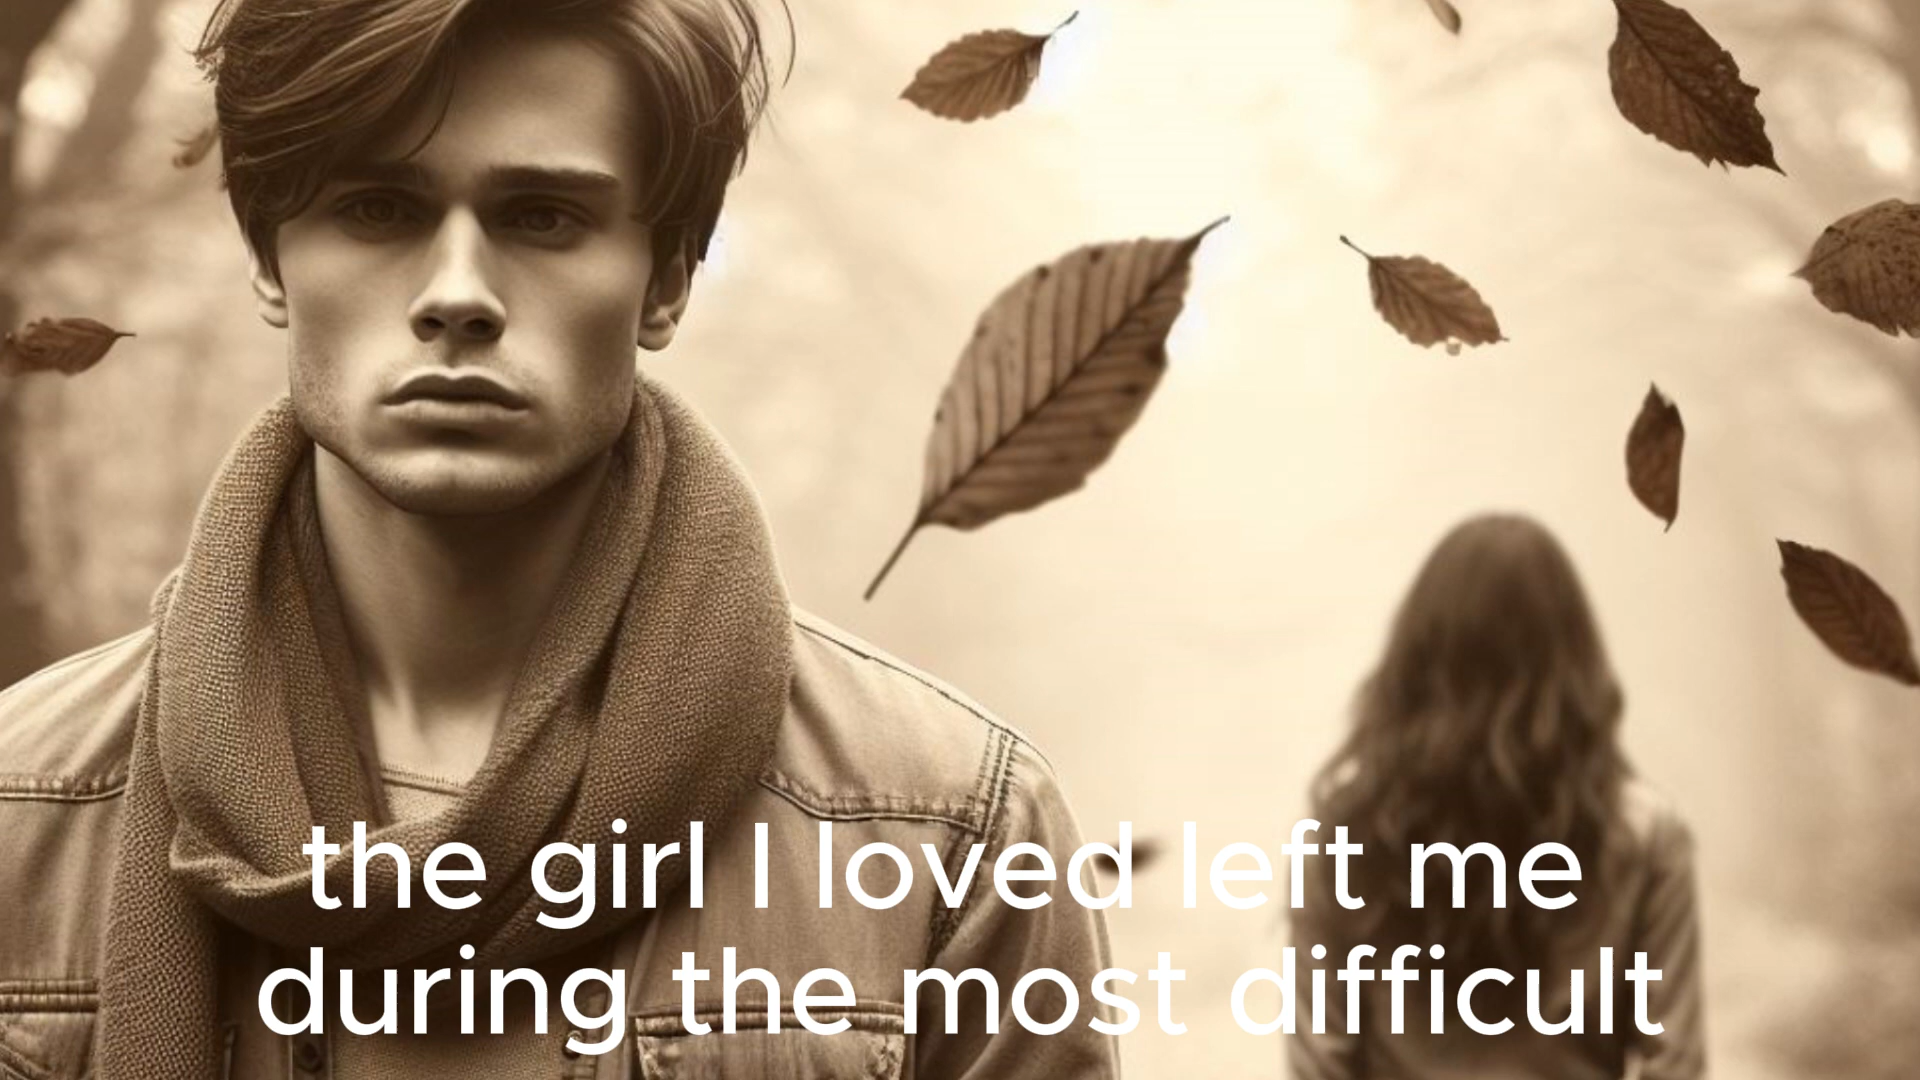 the girl I loved left me
during the most difficult